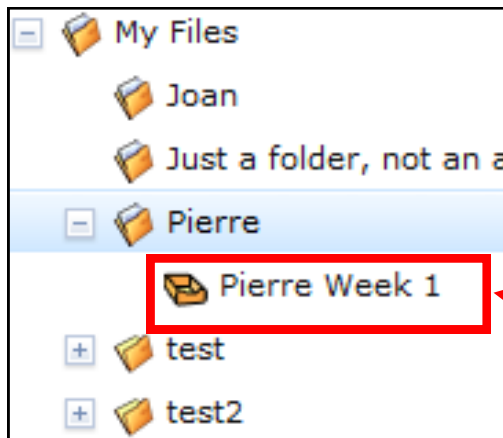 My Files
Joan
Just a folder, not an a
Pierre
Pierre Week 1
test
test2